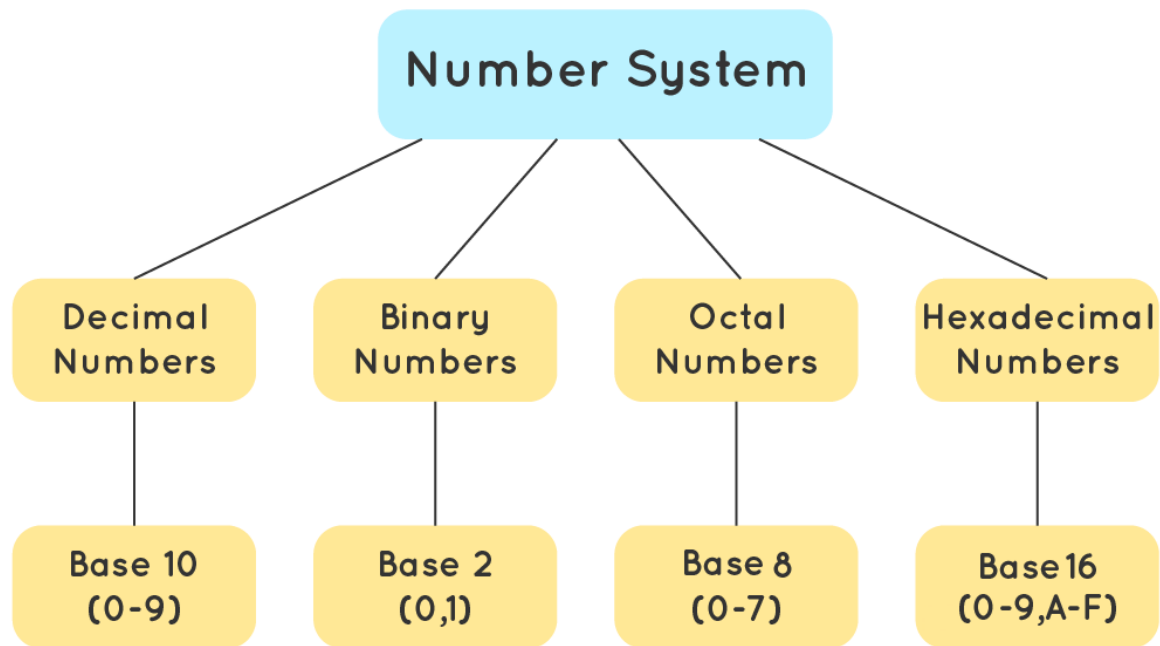 Number System
Decimal
Numbers
Binary
Numbers
Octal
Numbers
Hexadecimal
Numbers
Base 10
(0-9)
Base 2
(0,1)
Base 8
(0-7)
Base 16
(0-9,A-F)